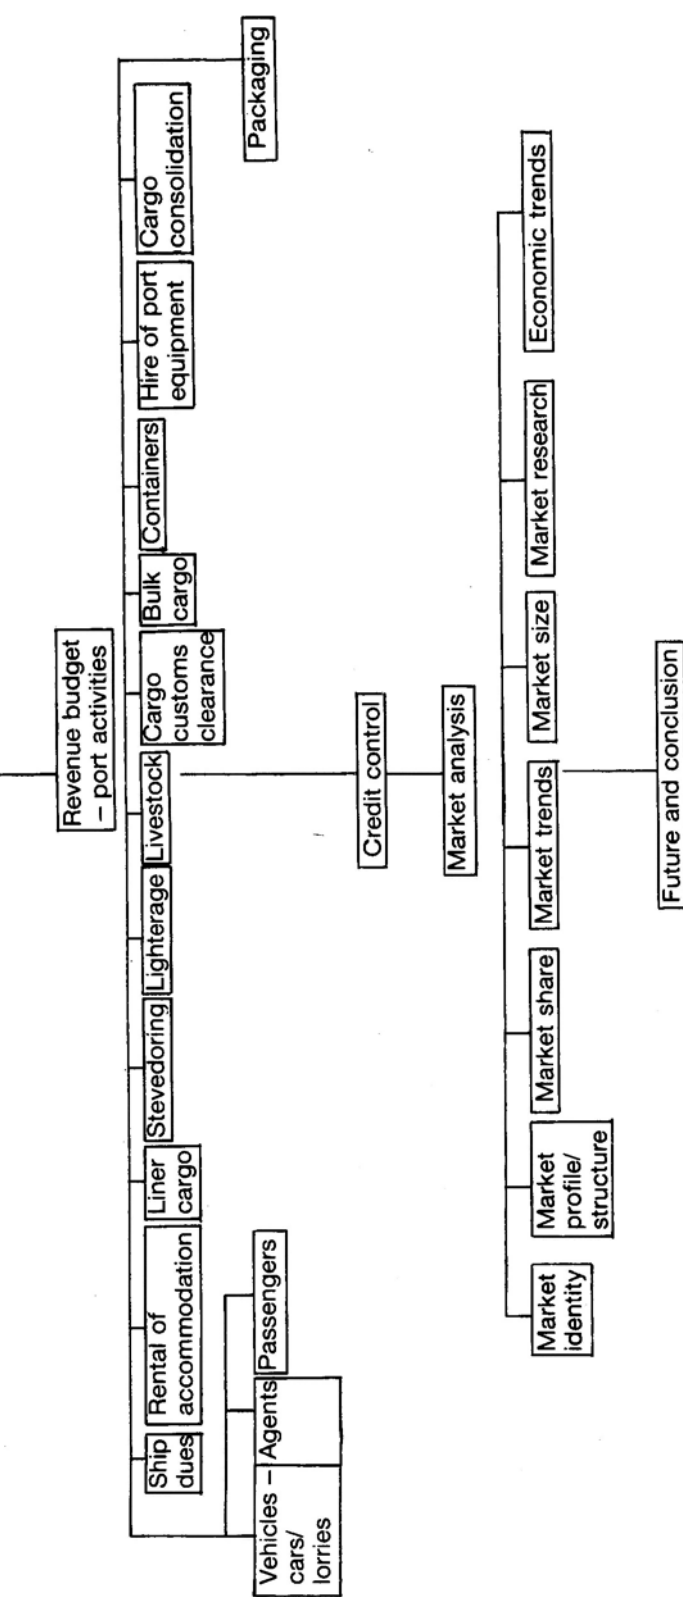 Revenue budget
– port activities
Ship
dues
Rental of
accommodation
Liner
cargo
Stevedoring
Lighterage
Livestock
Cargo
customs
clearance
Bulk
cargo
Containers
Hire of port
equipment
Cargo
consolidation
Vehicles –
cars/
lorries
Agents
Passengers
Packaging
Credit control
Market analysis
Market
identity
Market
profile/
structure
Market share
Market trends
Market size
Market research
Economic trends
Future and conclusion